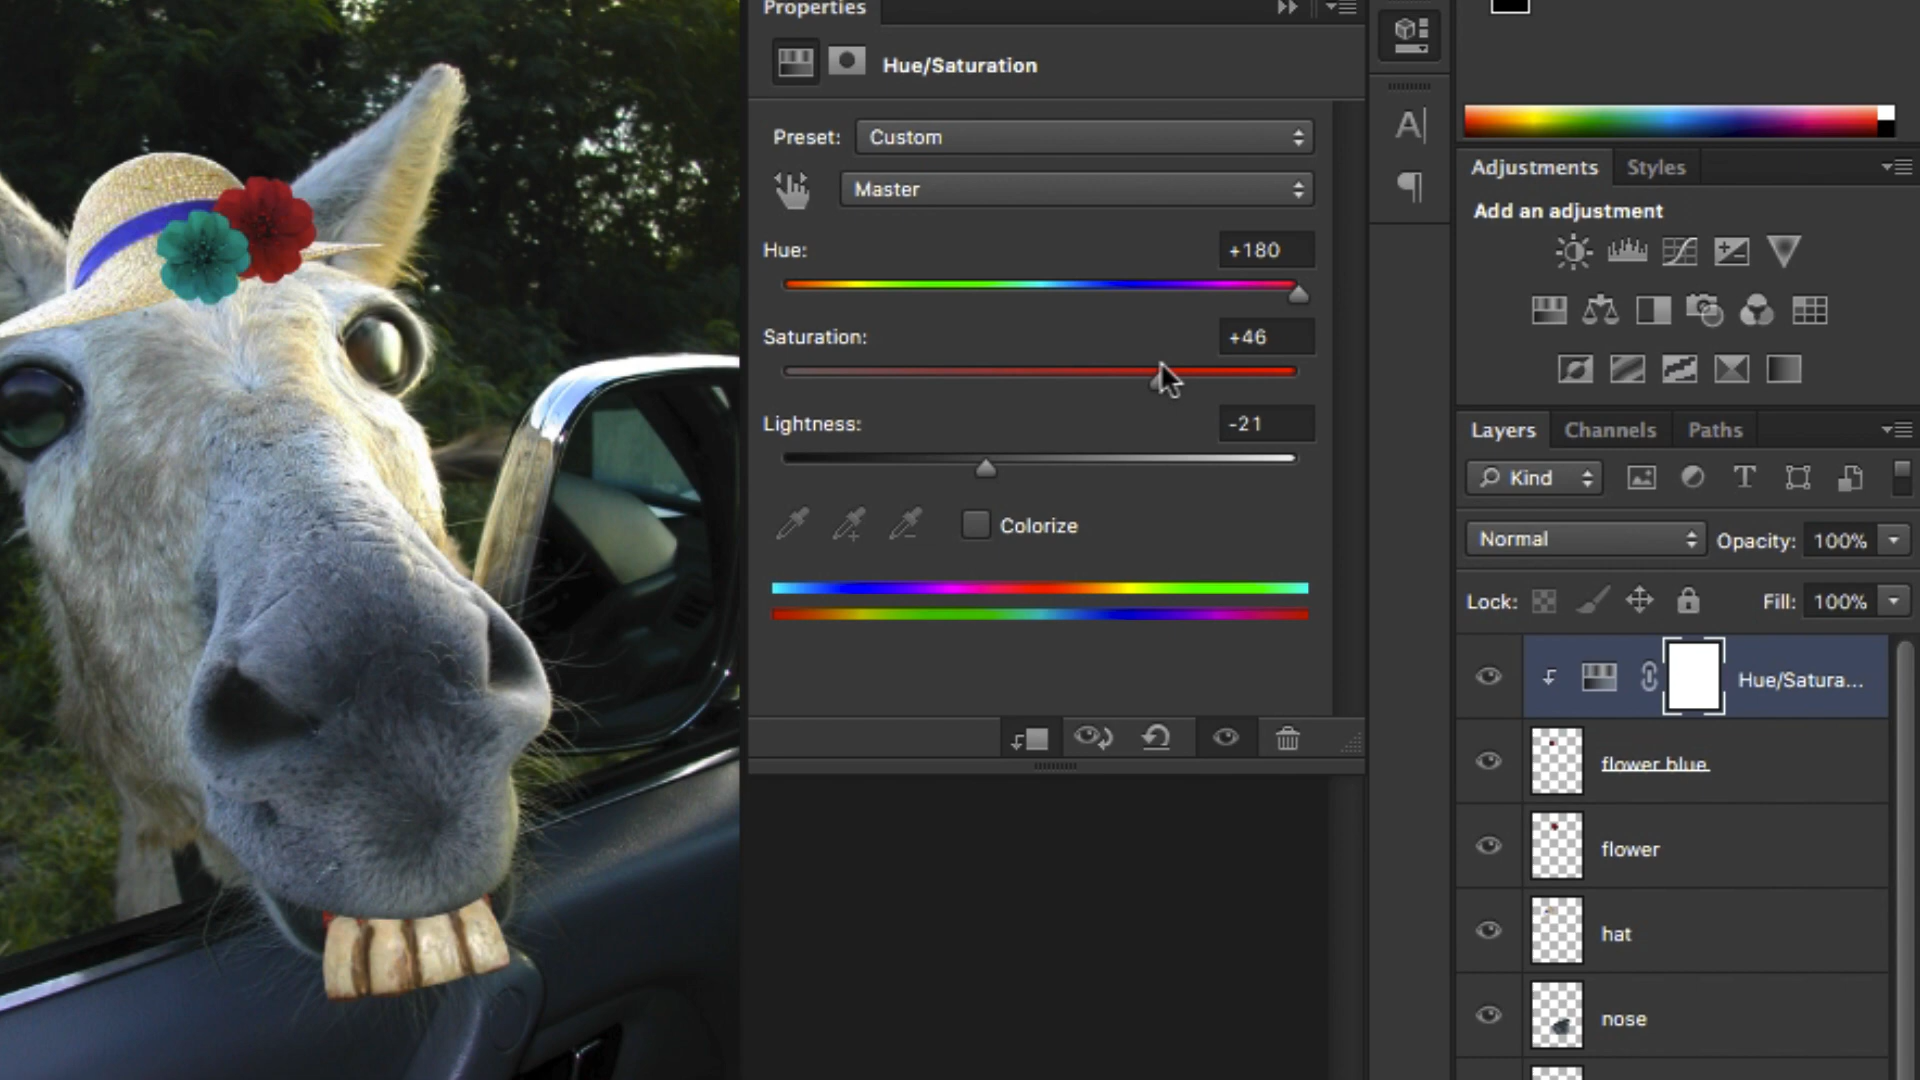 Properties
Hue/Saturation
Preset: Custom
Master
Hue: +180
Saturation: +46
Lightness: -21
Colorize
A|
¶
Adjustments Styles
Add an adjustment
Layers Channels Paths
Kind T
Normal Opacity: 100%
Lock: Fill: 100%
Hue/Satura...
flower blue
flower
hat
nose